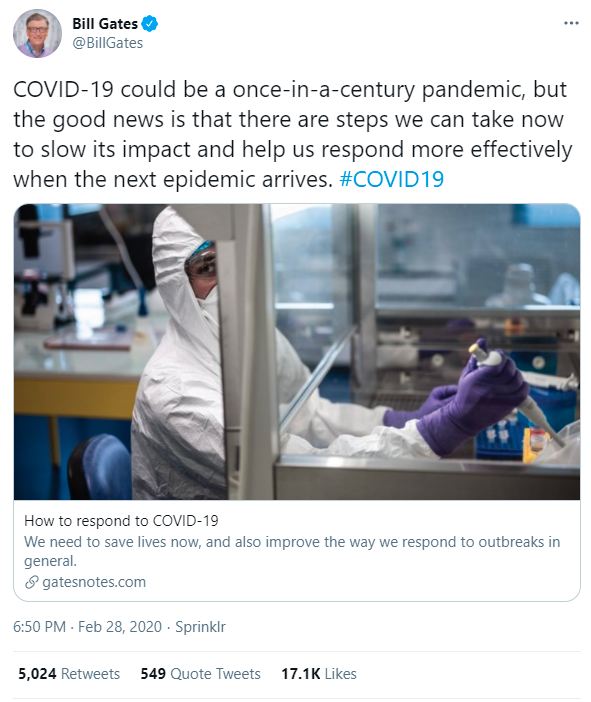 Bill Gates
@BillGates
COVID-19 could be a once-in-a-century pandemic, but
the good news is that there are steps we can take now
to slow its impact and help us respond more effectively
when the next epidemic arrives. #COVID19
How to respond to COVID-19
We need to save lives now, and also improve the way we respond to outbreaks in
general.
gatesnotes.com
6:50 PM · Feb 28, 2020 · Sprinklr
5,024 Retweets 549 Quote Tweets 17.1K Likes